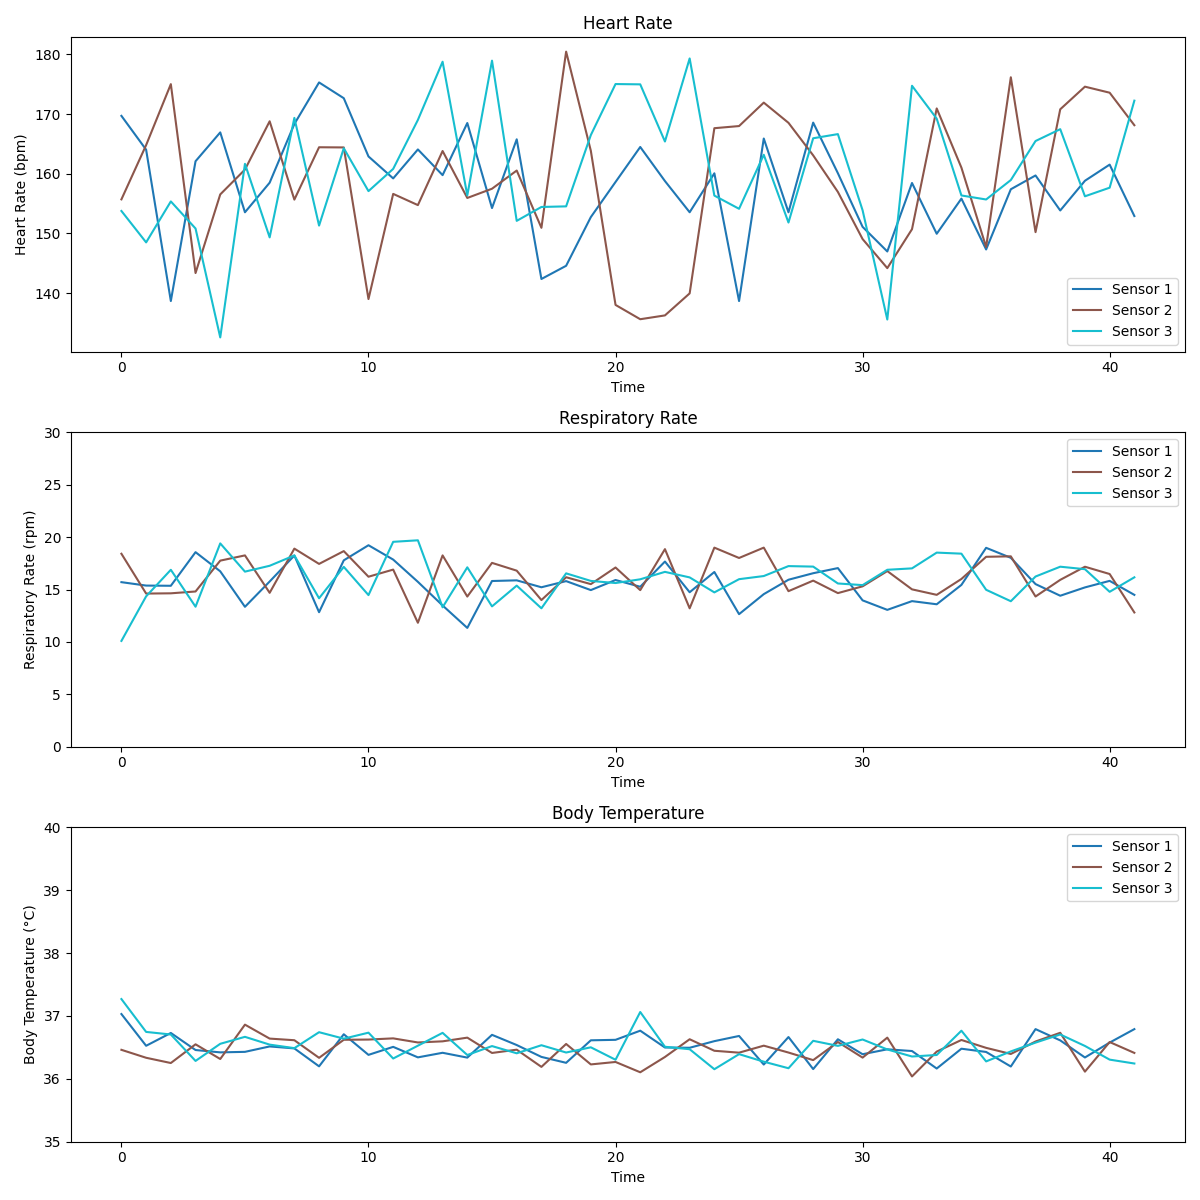 Heart Rate
Heart Rate (bpm)
180
170
160
150
140
Sensor 1
Sensor 2
Sensor 3
0 10 20 30 40
Time
Respiratory Rate
Respiratory Rate (rpm)
30
25
20
15
10
5
0
Sensor 1
Sensor 2
Sensor 3
0 10 20 30 40
Time
Body Temperature
Body Temperature (°C)
40
39
38
37
36
35
Sensor 1
Sensor 2
Sensor 3
0 10 20 30 40
Time